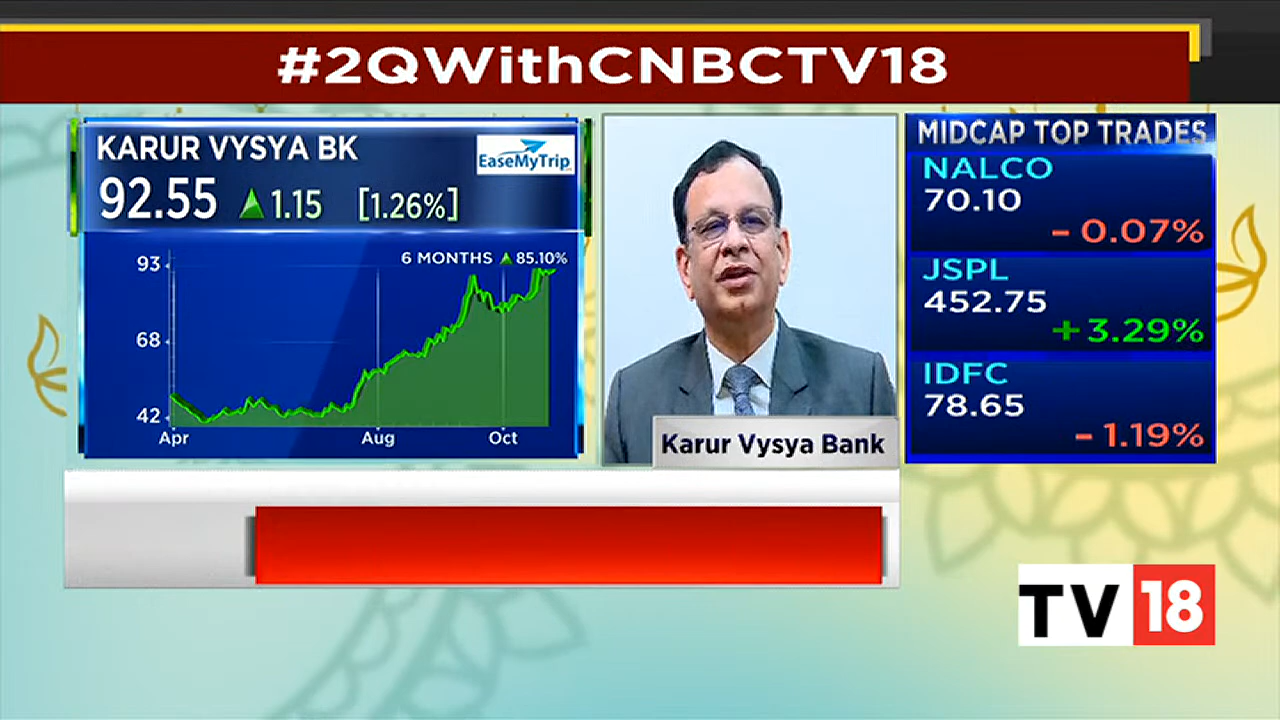 #2QWithCNBCTV18
KARUR VYSYA BK
EaseMyTrip
92.55 ▲ 1.15 [1.26%]
6 MONTHS ▲ 85.10%
93
68
42
Apr Aug Oct
Karur Vysya Bank
MIDCAP TOP TRADES
NALCO
70.10
- 0.07%
JSPL
452.75
+ 3.29%
IDFC
78.65
- 1.19%
TV 18